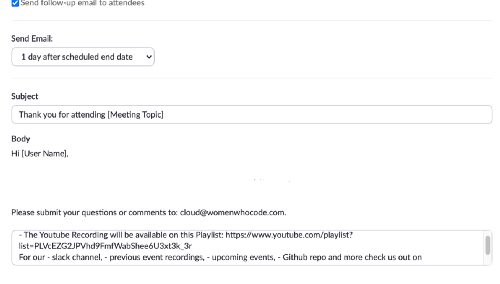 Send follow-up email to attendees
Send Email:
1 day after scheduled end date
Subject
Thank you for attending [Meeting Topic]
Body
Hi [User Name],
Please submit your questions or comments to: cloud@womenwhocode.com.
- The Youtube Recording will be available on this Playlist: https://www.youtube.com/playlist?
list=PLVcEZG2JPVhd9FmfWabShee6U3xt3k_3r
For our - slack channel, - previous event recordings, - upcoming events, - Github repo and more check us out on